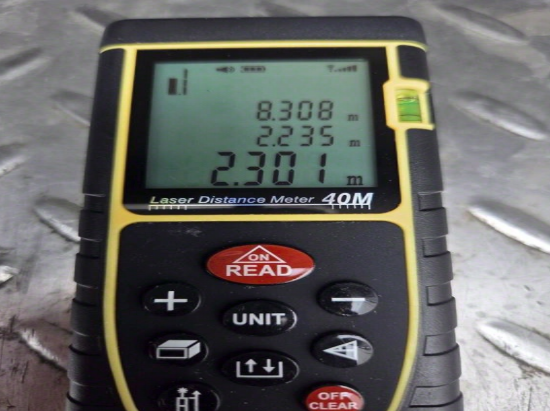 8.308 m
2.235 m
2.301 m
Laser Distance Meter 40M
ON
READ
+
UNIT
−
OFF
CLEAR